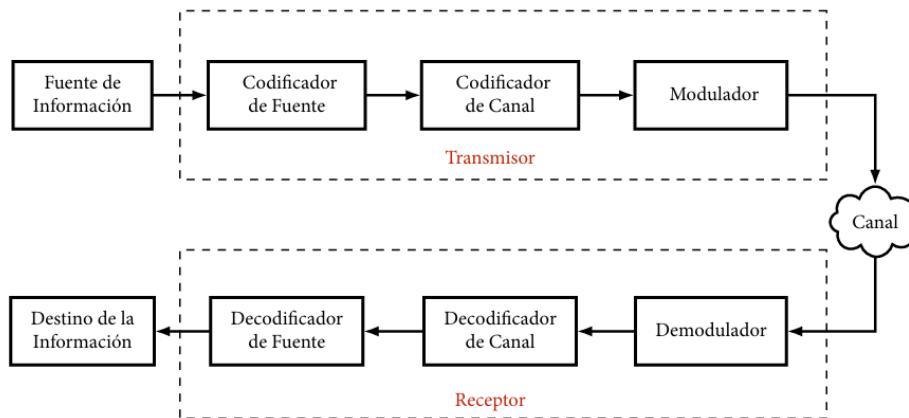 Fuente de
Información
Codificador
de Fuente
Codificador
de Canal
Modulador
Transmisor
Canal
Destino de la
Información
Decodificador
de Fuente
Decodificador
de Canal
Demodulador
Receptor